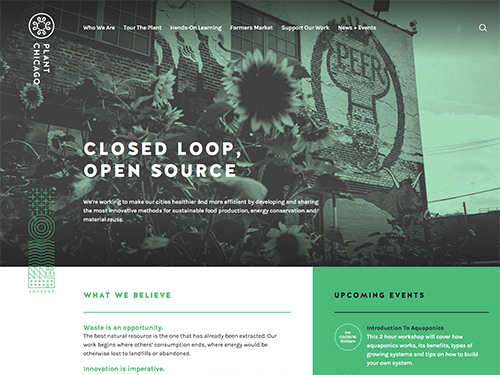 Who We Are Tour The Plant Hands-On Learning Farmers Market Support Our Work News + Events
PLANT
CHICAGO
PEER
CLOSED LOOP,
OPEN SOURCE
We're working to make our cities healthier and more efficient by developing and sharing
the most innovative methods for sustainable food production, energy conservation and
material reuse.
WHAT WE BELIEVE
Waste is an opportunity.
The best natural resource is the one that has already been extracted. Our
work begins where others' consumption ends, where energy would be
otherwise lost to landfills or abandoned.
Innovation is imperative.
UPCOMING EVENTS
Introduction To Aquaponics
This 2 hour workshop will cover how
aquaponics works, its benefits, types of
growing systems and tips on how to build
your own system.